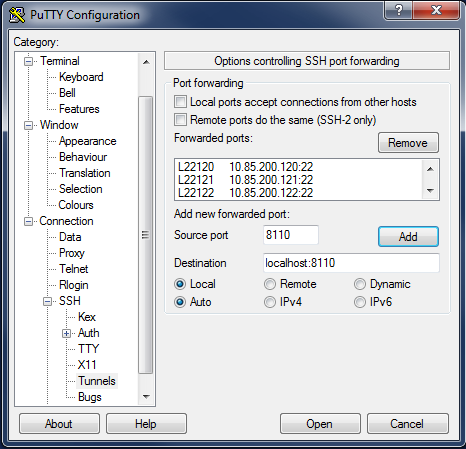 PuTTY Configuration
Category:
Terminal
Keyboard
Bell
Features
Window
Appearance
Behaviour
Translation
Selection
Colours
Connection
Data
Proxy
Telnet
Rlogin
SSH
Kex
Auth
TTY
X11
Tunnels
Bugs
Options controlling SSH port forwarding
Port forwarding
Local ports accept connections from other hosts
Remote ports do the same (SSH-2 only)
Forwarded ports:
Remove
L22120 10.85.200.120:22
L22121 10.85.200.121:22
L22122 10.85.200.122:22
Add new forwarded port:
Source port 8110 Add
Destination localhost:8110
Local Remote Dynamic
Auto IPv4 IPv6
About Help Open Cancel